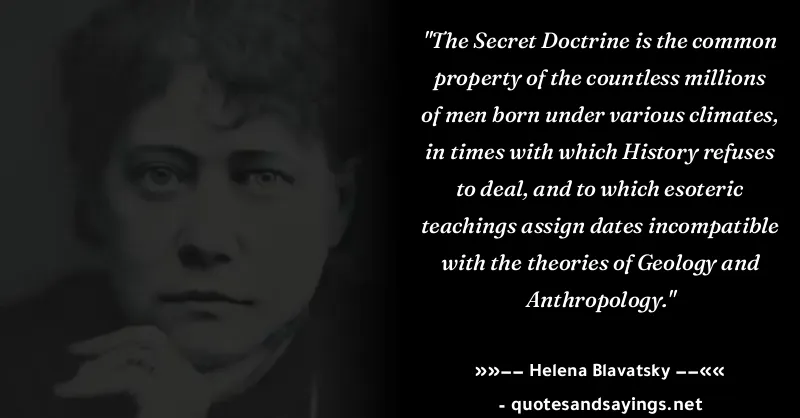 "The Secret Doctrine is the common
property of the countless millions
of men born under various climates,
in times with which History refuses
to deal, and to which esoteric
teachings assign dates incompatible
with the theories of Geology and
Anthropology."
»»−− Helena Blavatsky −−««
- quotesandsayings.net